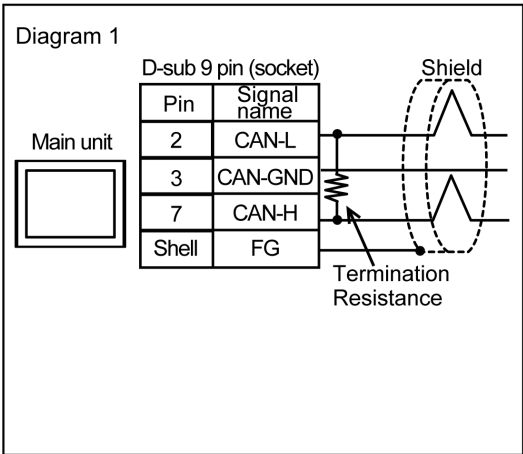 Diagram 1
D-sub 9 pin (socket)
Shield
Pin
Signal name
Main unit
2
CAN-L
3
CAN-GND
7
CAN-H
Shell
FG
Termination
Resistance